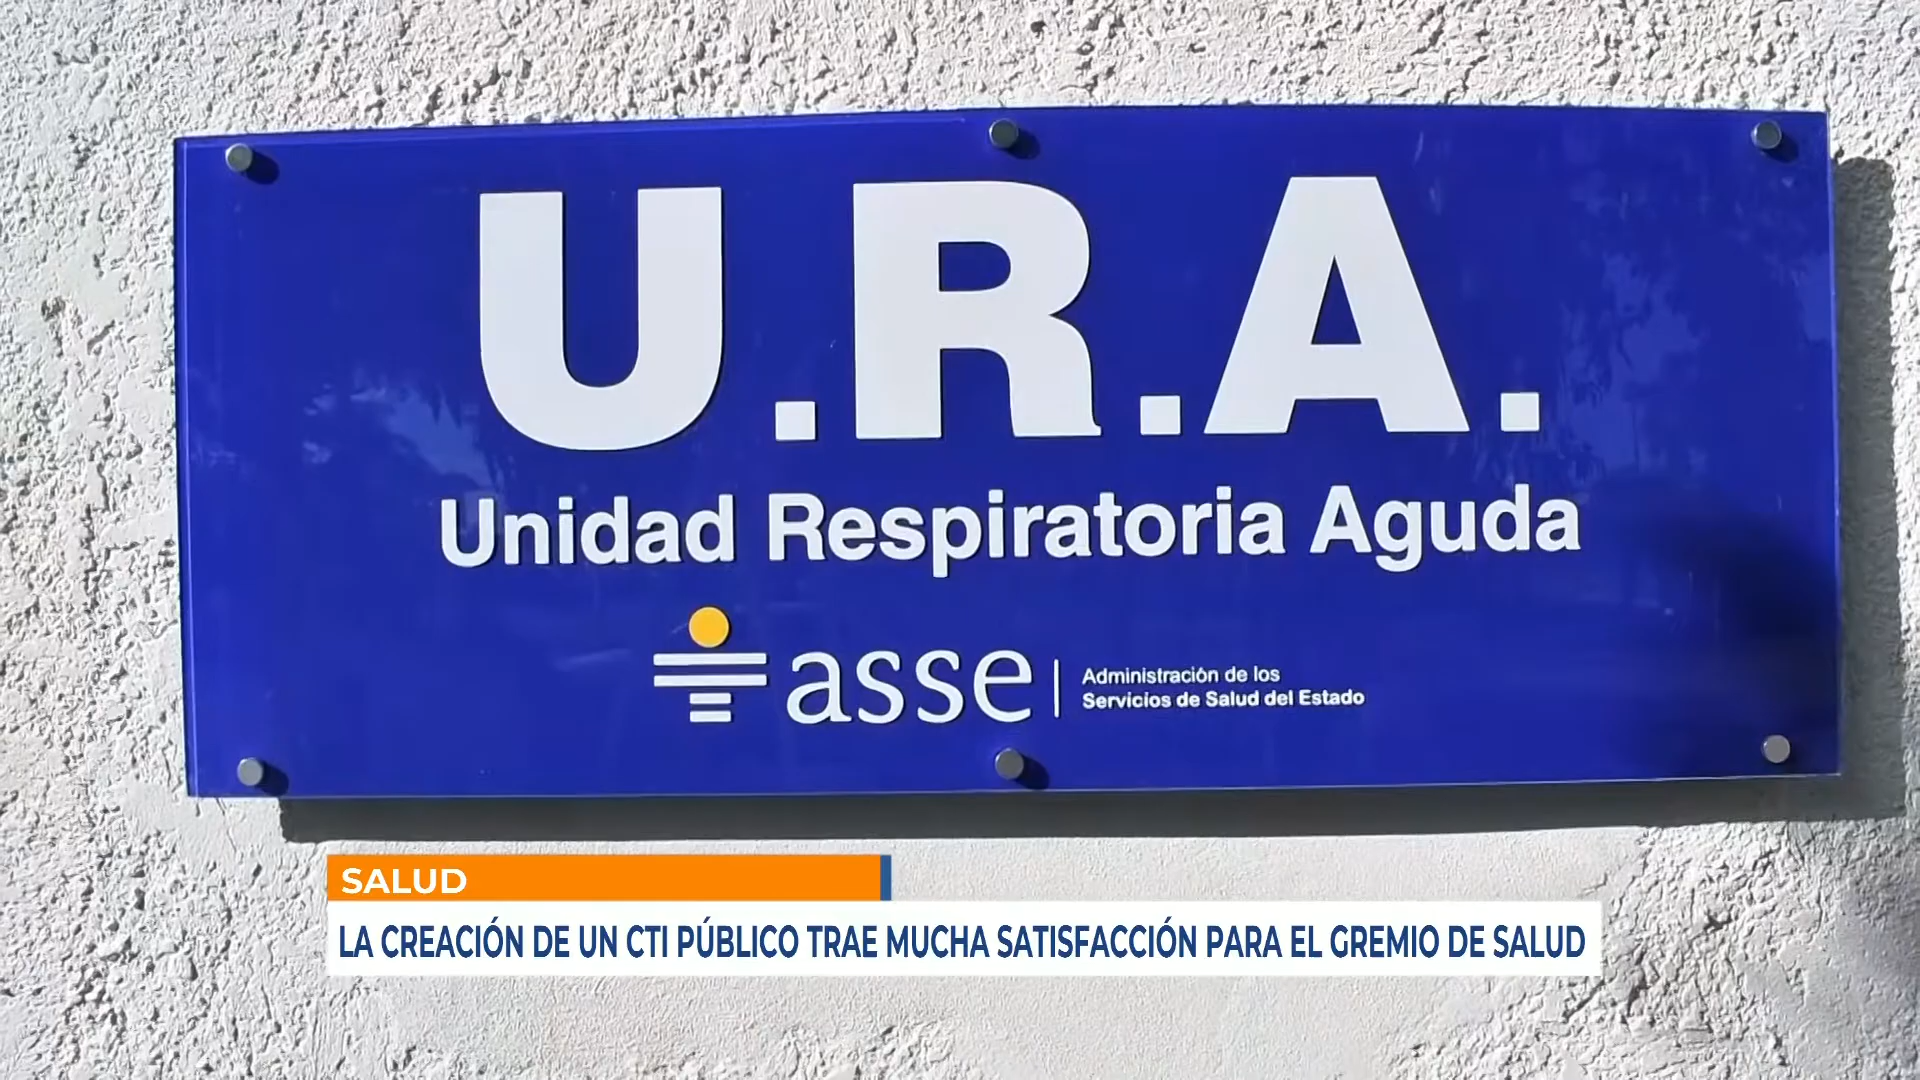 U.R.A.
Unidad Respiratoria Aguda
asse
Administración de los
Servicios de Salud del Estado
SALUD
LA CREACIÓN DE UN CTI PÚBLICO TRAE MUCHA SATISFACCIÓN PARA EL GREMIO DE SALUD